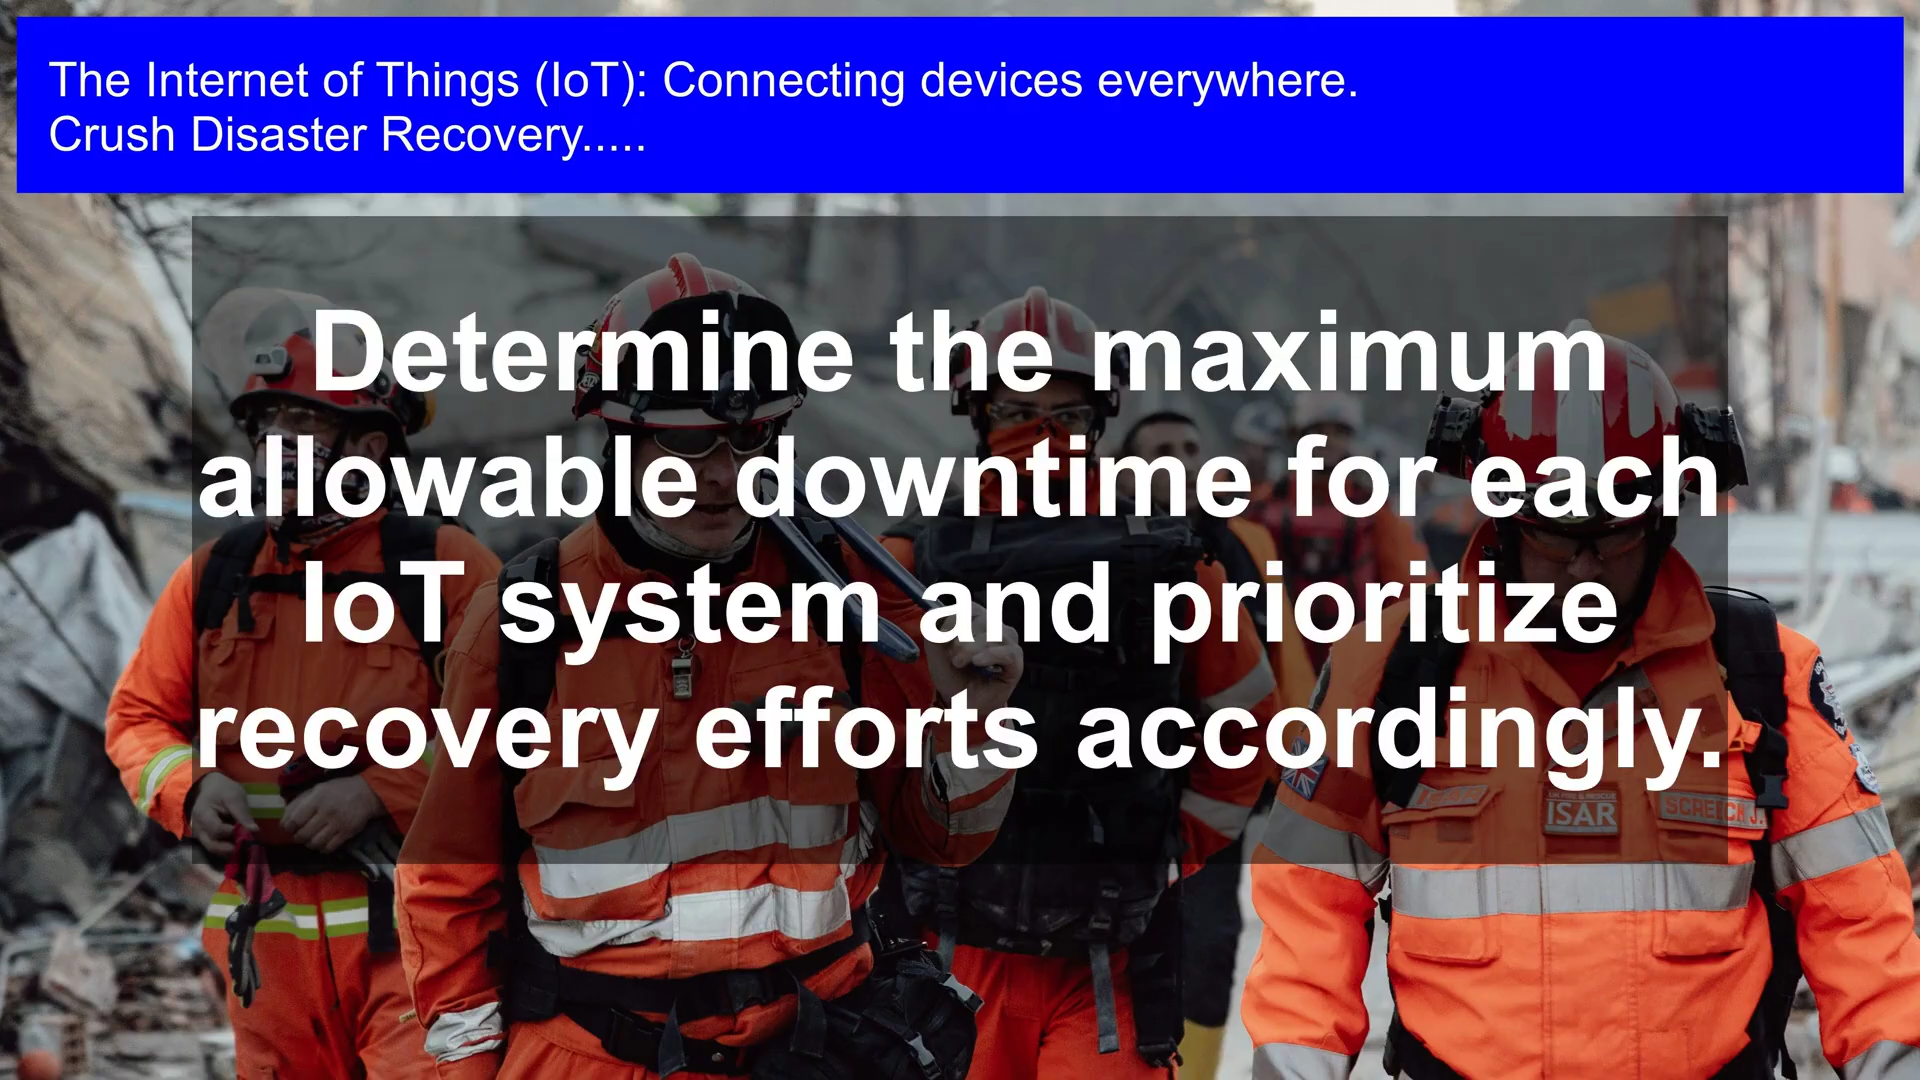 The Internet of Things (IoT): Connecting devices everywhere.
Crush Disaster Recovery.....
Determine the maximum
allowable downtime for each
IoT system and prioritize
recovery efforts accordingly.
ISAR
SCREECH J.